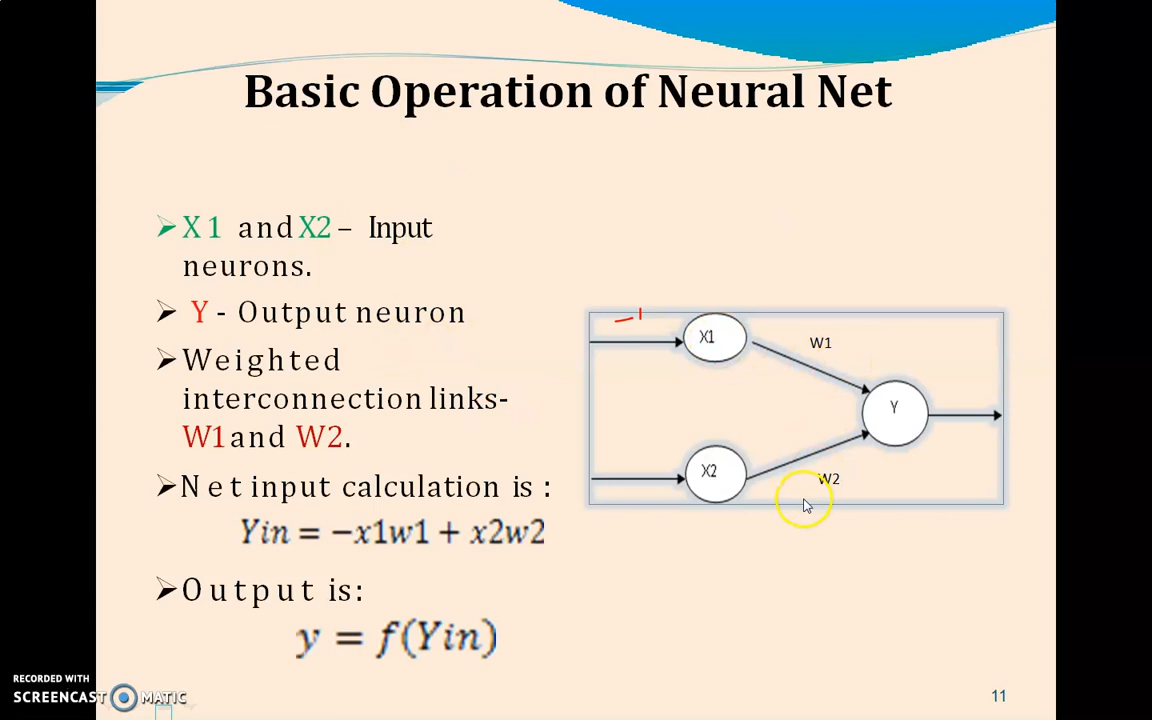 Basic Operation of Neural Net
X1 and X2 – Input
neurons.
Y - Output neuron
Weighted
interconnection links-
W1 and W2.
Net input calculation is :
Yin = −x1w1 + x2w2
Output is:
y = f(Yin)
X1
W1
Y
X2
W2
RECORDED WITH
SCREENCAST MATIC
11